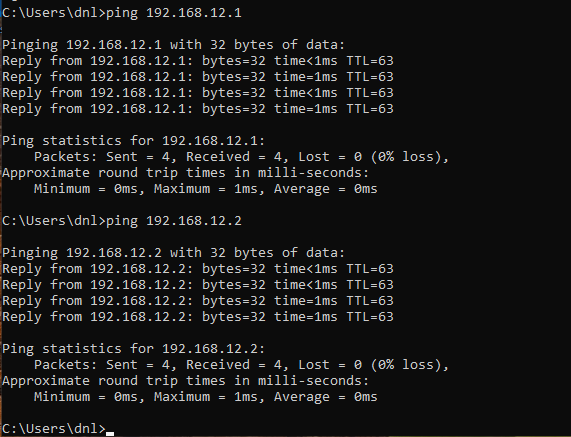 C:\Users\dnl>ping 192.168.12.1
Pinging 192.168.12.1 with 32 bytes of data:
Reply from 192.168.12.1: bytes=32 time<1ms TTL=63
Reply from 192.168.12.1: bytes=32 time=1ms TTL=63
Reply from 192.168.12.1: bytes=32 time<1ms TTL=63
Reply from 192.168.12.1: bytes=32 time=1ms TTL=63
Ping statistics for 192.168.12.1:
    Packets: Sent = 4, Received = 4, Lost = 0 (0% loss),
Approximate round trip times in milli-seconds:
    Minimum = 0ms, Maximum = 1ms, Average = 0ms
C:\Users\dnl>ping 192.168.12.2
Pinging 192.168.12.2 with 32 bytes of data:
Reply from 192.168.12.2: bytes=32 time<1ms TTL=63
Reply from 192.168.12.2: bytes=32 time<1ms TTL=63
Reply from 192.168.12.2: bytes=32 time=1ms TTL=63
Reply from 192.168.12.2: bytes=32 time=1ms TTL=63
Ping statistics for 192.168.12.2:
    Packets: Sent = 4, Received = 4, Lost = 0 (0% loss),
Approximate round trip times in milli-seconds:
    Minimum = 0ms, Maximum = 1ms, Average = 0ms
C:\Users\dnl>